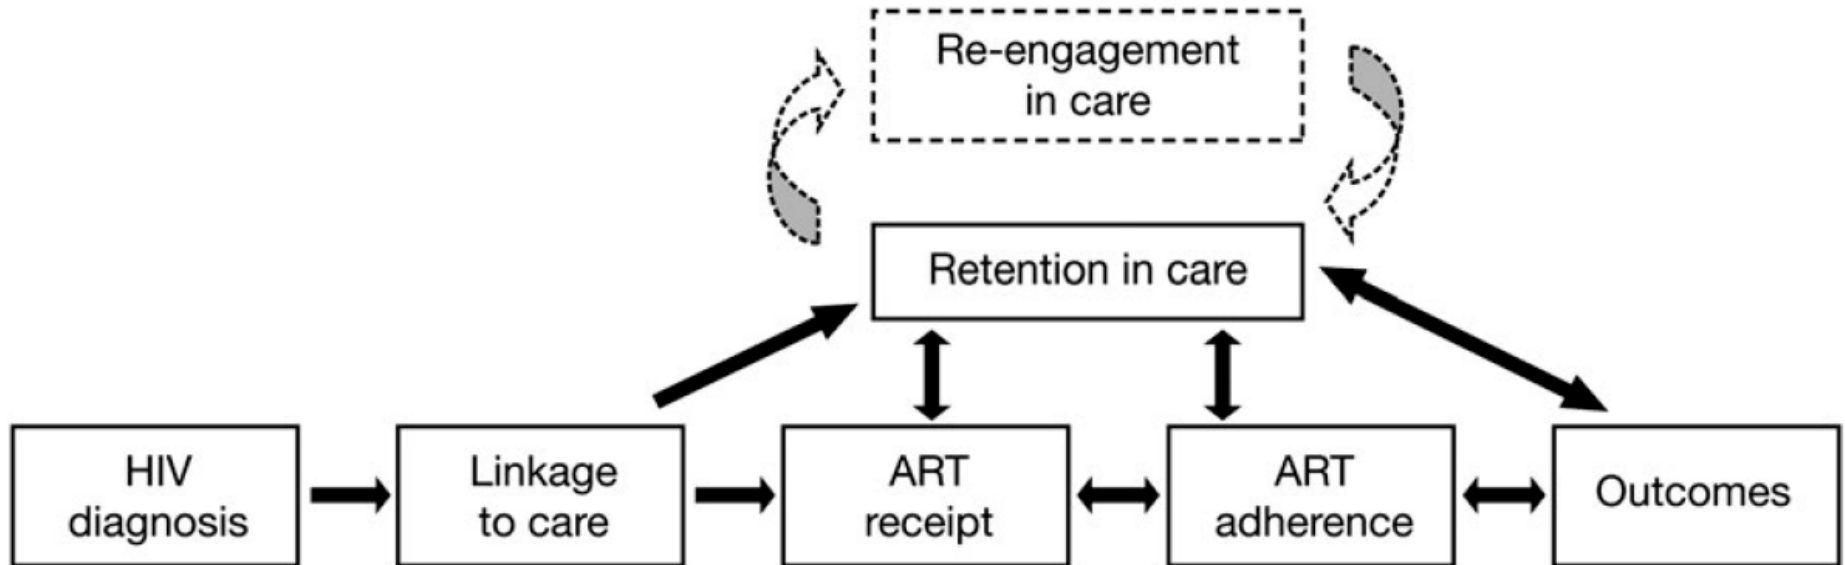 Re-engagement
in care
Retention in care
HIV
diagnosis
Linkage
to care
ART
receipt
ART
adherence
Outcomes